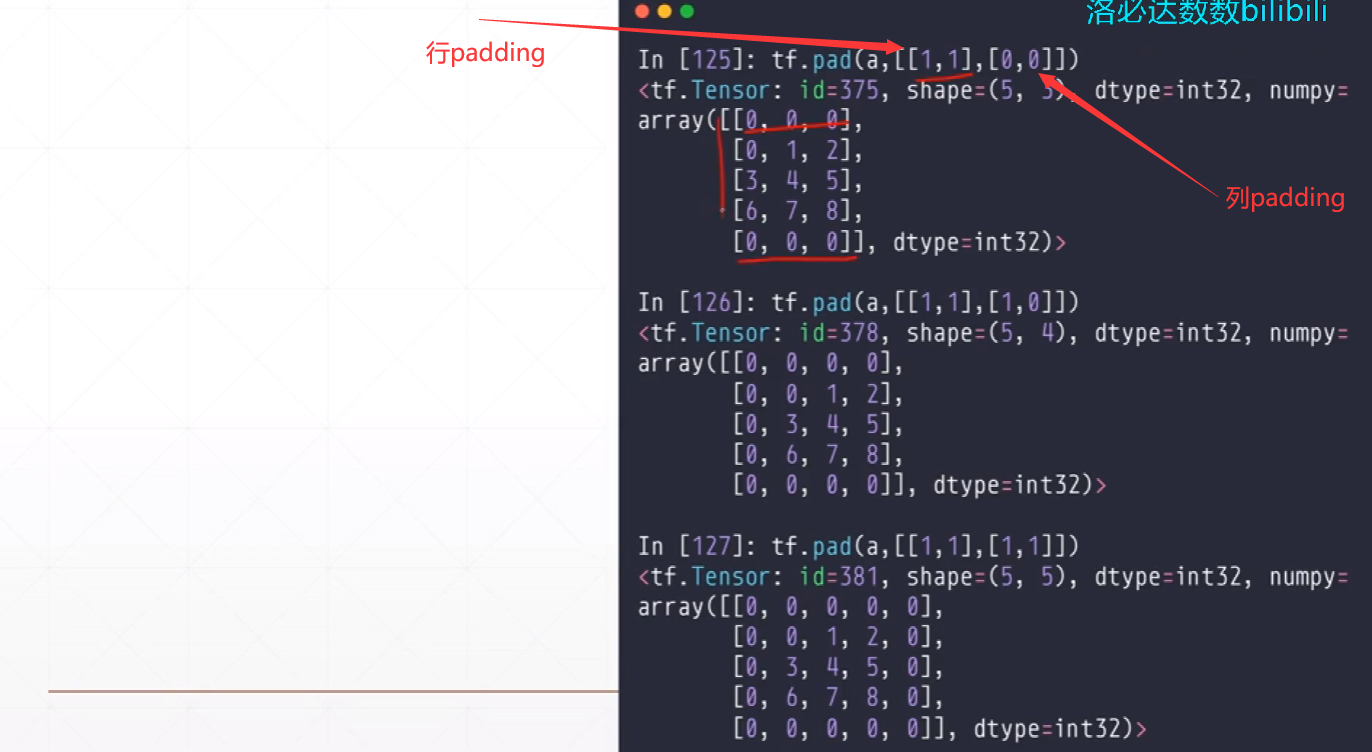 洛必达数数bilibili
行padding
In [125]: tf.pad(a,[[1,1],[0,0]])
<tf.Tensor: id=375, shape=(5, 3), dtype=int32, numpy=
array([[0, 0, 0],
[0, 1, 2],
[3, 4, 5],
列padding
[6, 7, 8],
[0, 0, 0]], dtype=int32)>
In [126]: tf.pad(a,[[1,1],[1,0]])
<tf.Tensor: id=378, shape=(5, 4), dtype=int32, numpy=
array([[0, 0, 0, 0],
[0, 0, 1, 2],
[0, 3, 4, 5],
[0, 6, 7, 8],
[0, 0, 0, 0]], dtype=int32)>
In [127]: tf.pad(a,[[1,1],[1,1]])
<tf.Tensor: id=381, shape=(5, 5), dtype=int32, numpy=
array([[0, 0, 0, 0, 0],
[0, 0, 1, 2, 0],
[0, 3, 4, 5, 0],
[0, 6, 7, 8, 0],
[0, 0, 0, 0, 0]], dtype=int32)>